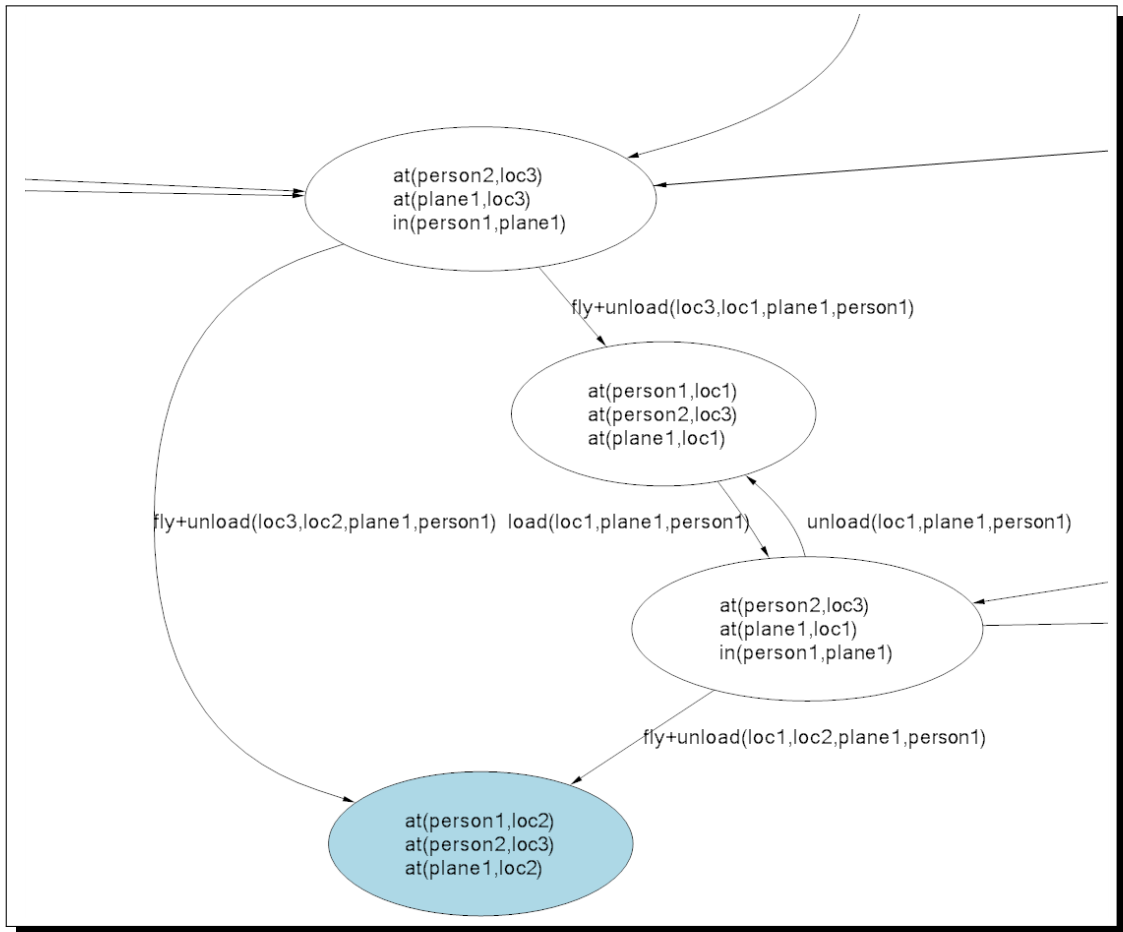 at(person2,loc3)
at(plane1,loc3)
in(person1,plane1)
fly+unload(loc3,loc1,plane1,person1)
at(person1,loc1)
at(person2,loc3)
at(plane1,loc1)
fly+unload(loc3,loc2,plane1,person1)
load(loc1,plane1,person1)
unload(loc1,plane1,person1)
at(person2,loc3)
at(plane1,loc1)
in(person1,plane1)
fly+unload(loc1,loc2,plane1,person1)
at(person1,loc2)
at(person2,loc3)
at(plane1,loc2)